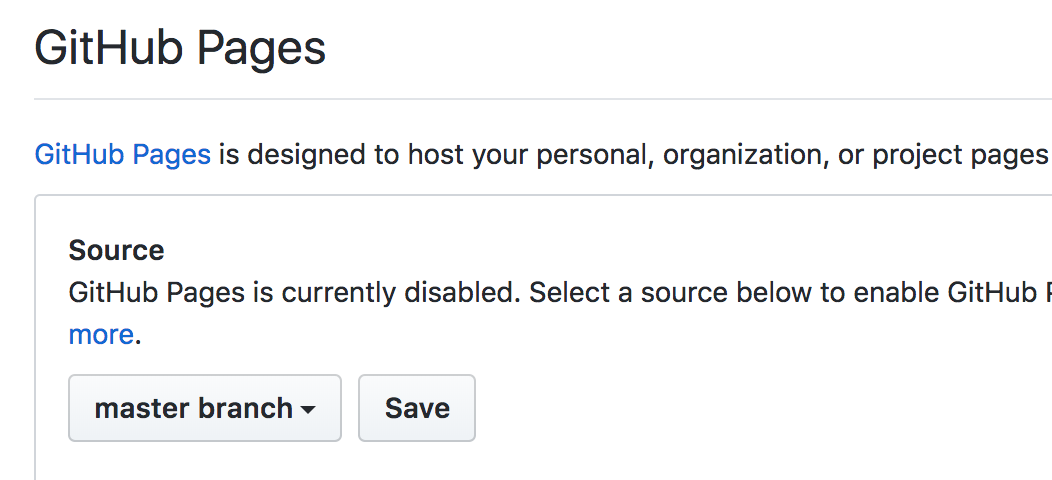 GitHub Pages
GitHub Pages is designed to host your personal, organization, or project pages
Source
GitHub Pages is currently disabled. Select a source below to enable GitHub
more.
master branch
Save